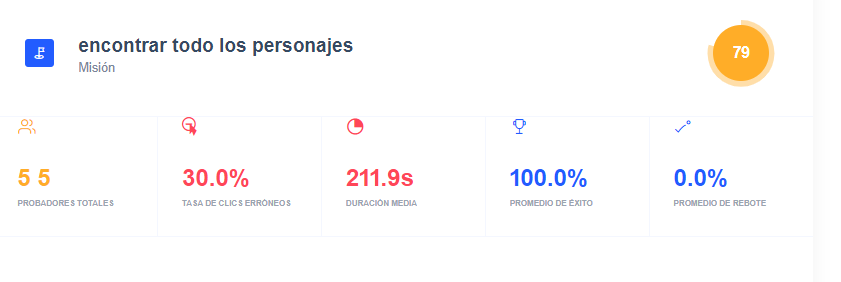 encontrar todo los personajes
Misión
79
5 5
PROBADORES TOTALES
30.0%
TASA DE CLICS ERRÓNEOS
211.9s
DURACIÓN MEDIA
100.0%
PROMEDIO DE ÉXITO
0.0%
PROMEDIO DE REBOTE